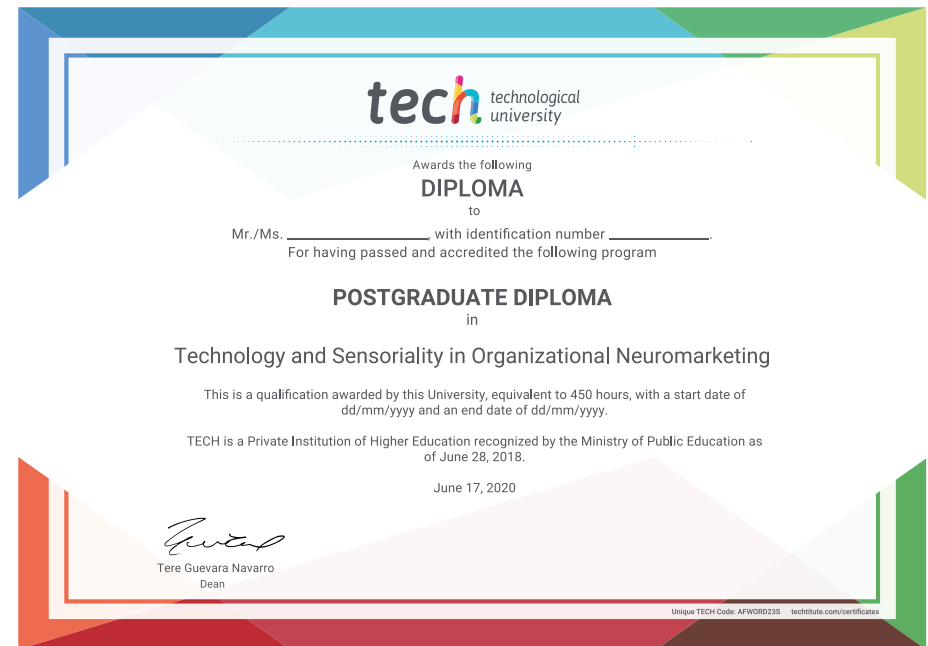 tech technological
university
Awards the following
DIPLOMA
to
Mr./Ms. ____________________, with identification number ______________.
For having passed and accredited the following program
POSTGRADUATE DIPLOMA
in
Technology and Sensoriality in Organizational Neuromarketing
This is a qualification awarded by this University, equivalent to 450 hours, with a start date of
dd/mm/yyyy and an end date of dd/mm/yyyy.
TECH is a Private Institution of Higher Education recognized by the Ministry of Public Education as
of June 28, 2018.
June 17, 2020
Tere Guevara Navarro
Dean
Unique TECH Code: AFWORD23S techtitute.com/certificates